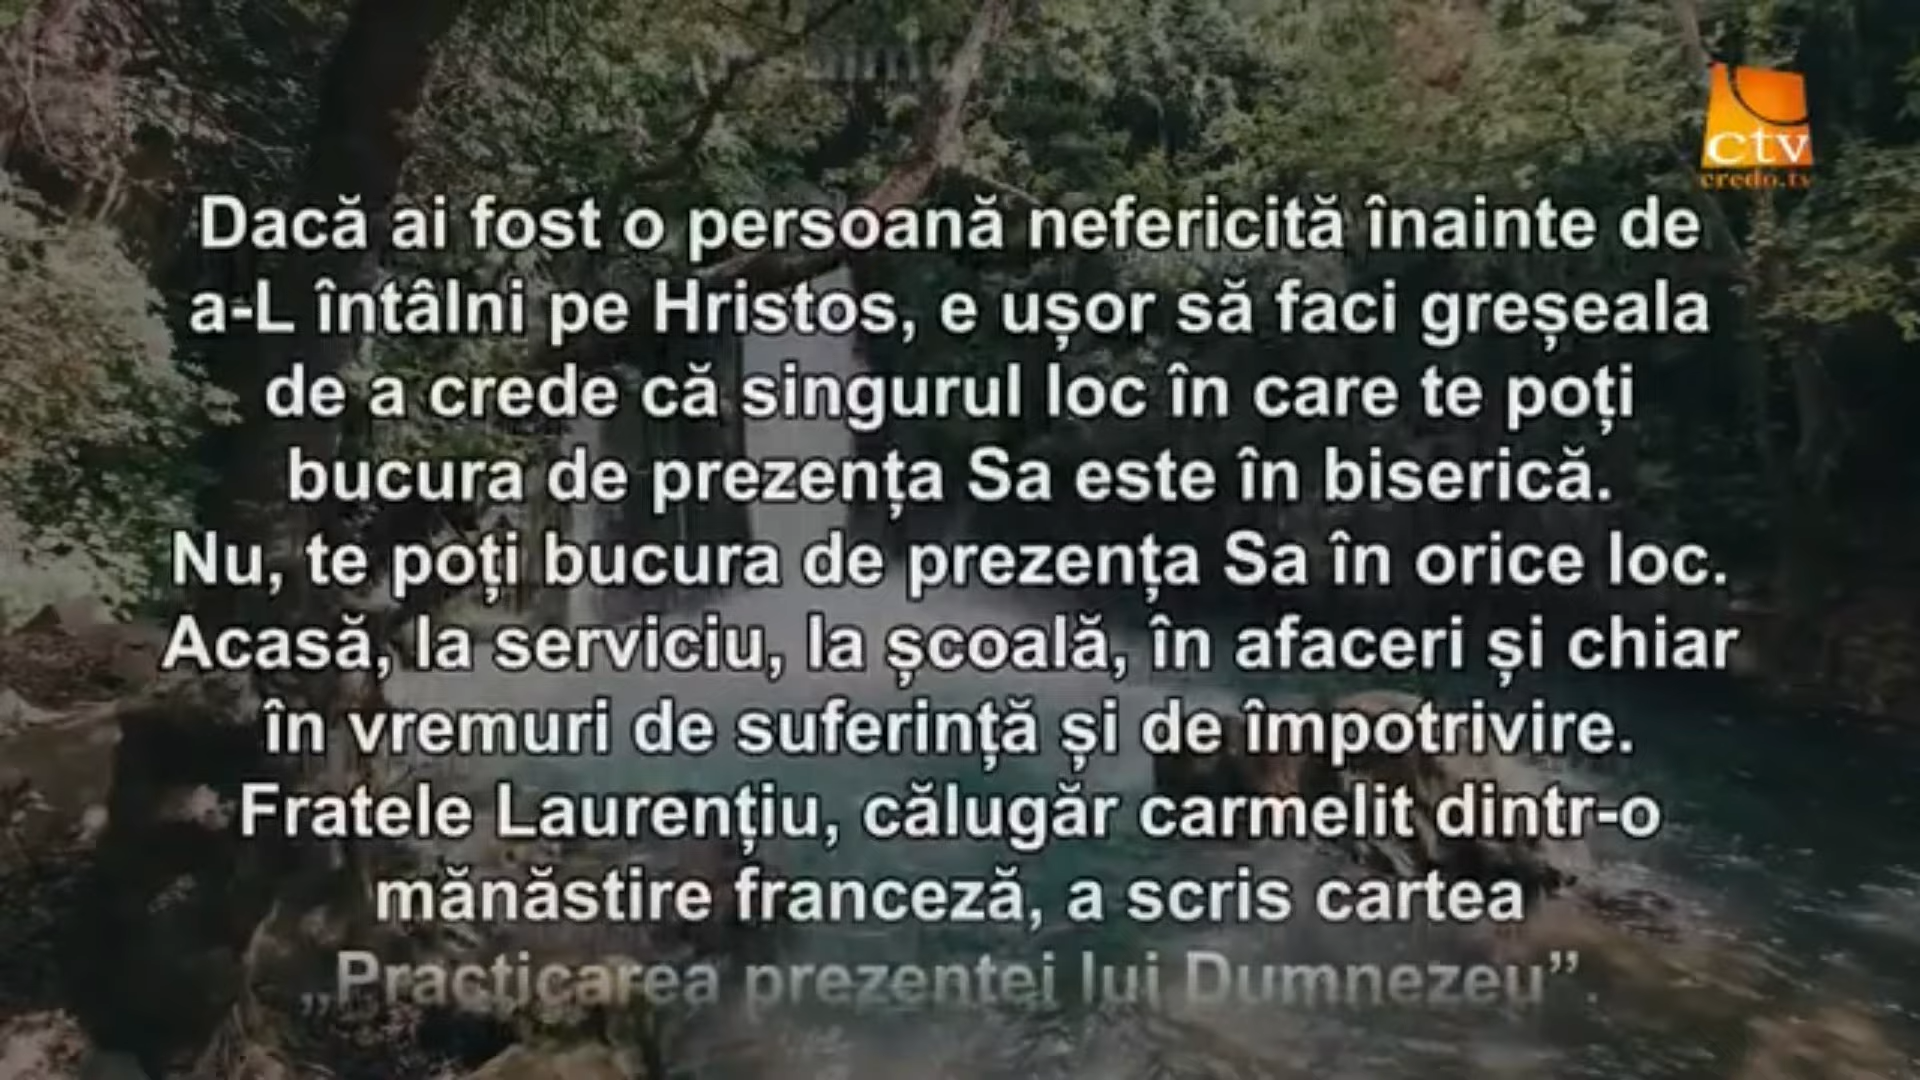 ctv
credo.tv
Dacă ai fost o persoană nefericită înainte de
a-L întâlni pe Hristos, e ușor să faci greșeala
de a crede că singurul loc în care te poți
bucura de prezența Sa este în biserică.
Nu, te poți bucura de prezența Sa în orice loc.
Acasă, la serviciu, la școală, în afaceri și chiar
în vremuri de suferință și de împotrivire.
Fratele Laurențiu, călugăr carmelit dintr-o
mănăstire franceză, a scris cartea
„Practicarea prezenței lui Dumnezeu”.